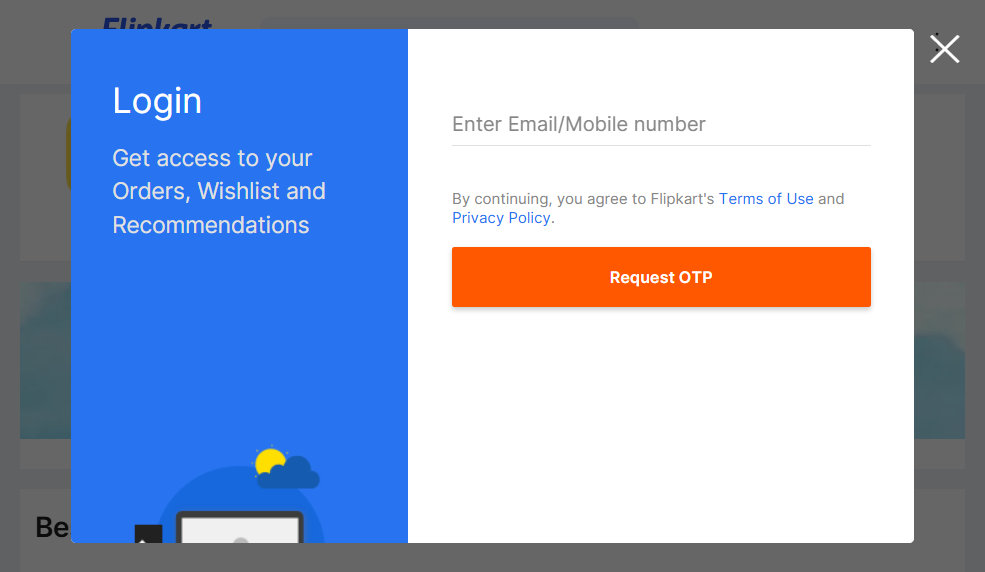 Flipkart
Login
Get access to your
Orders, Wishlist and
Recommendations
Enter Email/Mobile number
By continuing, you agree to Flipkart's Terms of Use and
Privacy Policy.
Request OTP
Be